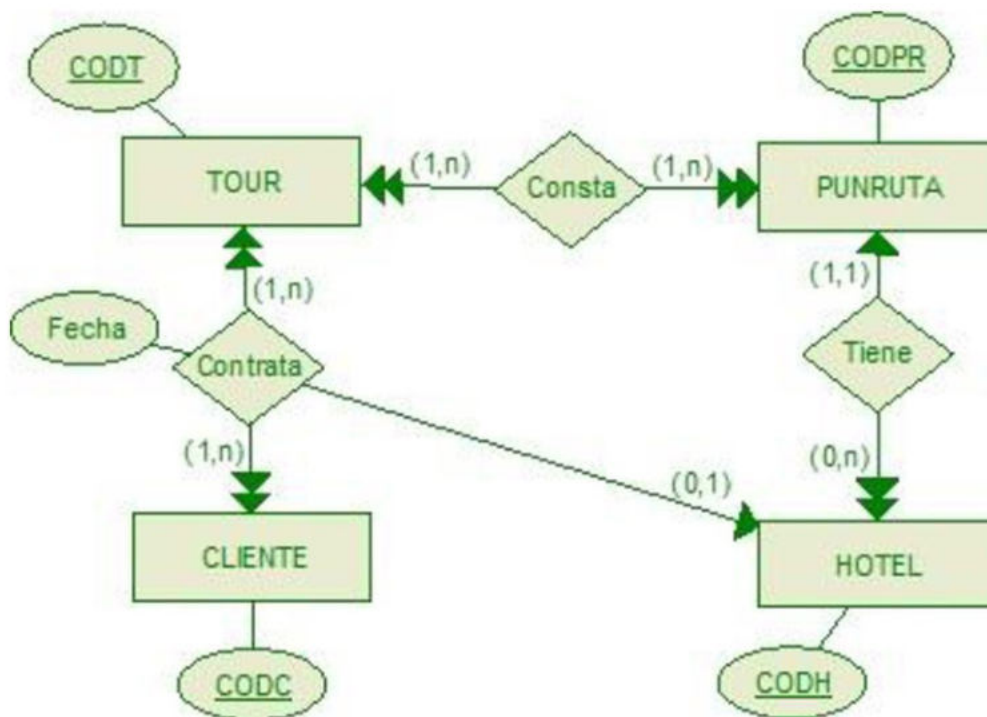 CODT
CODPR
TOUR
(1,n)
Consta
(1,n)
PUNRUTA
(1,n)
(1,1)
Fecha
Contrata
Tiene
(1,n)
(0,1)
(0,n)
CLIENTE
HOTEL
CODC
CODH